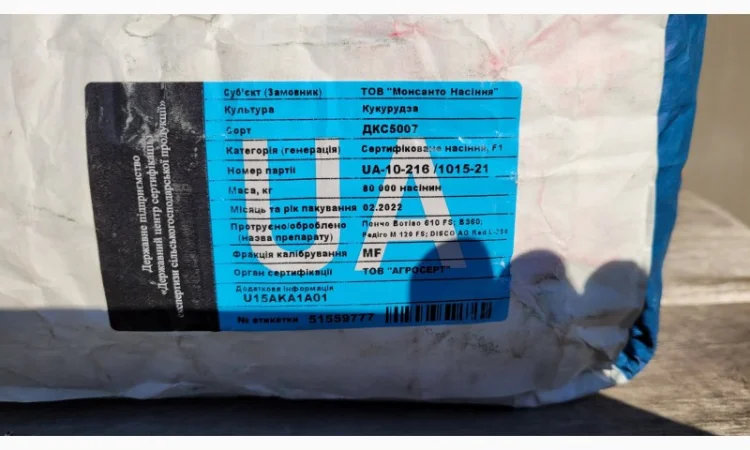 Державне підприємство
«Державний центр сертифікації
експертизи сільськогосподарської продукції»
Суб'єкт (Замовник) ТОВ "Монсанто Насіння"
Культура Кукурудза
Сорт ДКС5007
Категорія (генерація) Сертифіковане насіння, F1
Номер партії UA-10-216 /1015-21
Маса, кг 80 000 насінин
Місяць та рік пакування 02.2022
Протруєно/оброблено Пончо Вотіво 610 FS; B360;
(назва препарату) Редіго М 120 FS; DISCO AG Red L-
Фракція калібрування MF
Орган сертифікації ТОВ "АГРОСЕРТ"
Додаткова інформація
U15AKA1A01
№ етикетки 51559777
UA